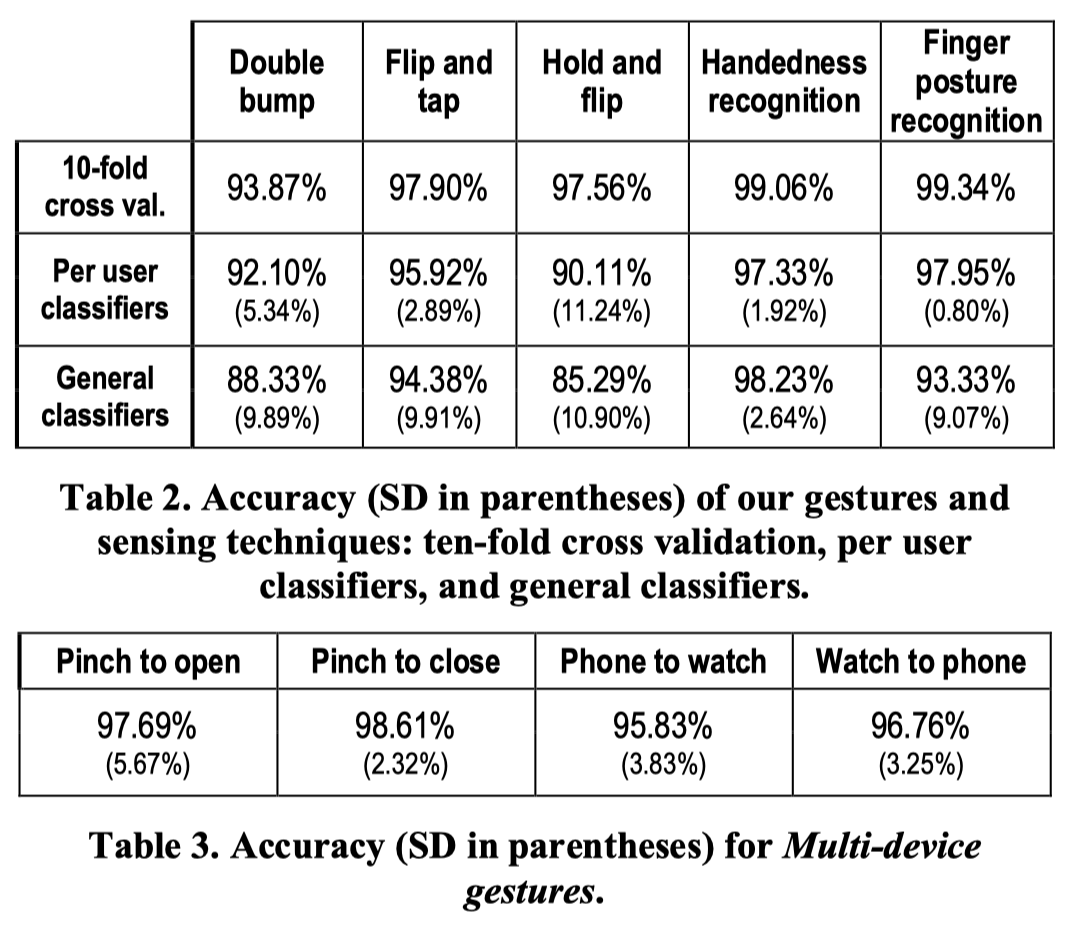 Double bump Flip and tap Hold and flip Handedness recognition Finger posture recognition
10-fold cross val. 93.87% 97.90% 97.56% 99.06% 99.34%
Per user classifiers 92.10% (5.34%) 95.92% (2.89%) 90.11% (11.24%) 97.33% (1.92%) 97.95% (0.80%)
General classifiers 88.33% (9.89%) 94.38% (9.91%) 85.29% (10.90%) 98.23% (2.64%) 93.33% (9.07%)
Table 2. Accuracy (SD in parentheses) of our gestures and
sensing techniques: ten-fold cross validation, per user
classifiers, and general classifiers.
Pinch to open Pinch to close Phone to watch Watch to phone
97.69% 98.61% 95.83% 96.76%
(5.67%) (2.32%) (3.83%) (3.25%)
Table 3. Accuracy (SD in parentheses) for Multi-device
gestures.